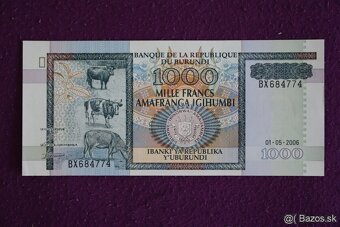 BANQUE DE LA REPUBLIQUE
DU BURUNDI
1000
BX684774
MILLE FRANCS
AMAFRANGA IGIHUMBI
BX684774
01-05-2006
1000
IBANKI YA REPUBLIKA
Y'UBURUNDI
© Bazos.sk